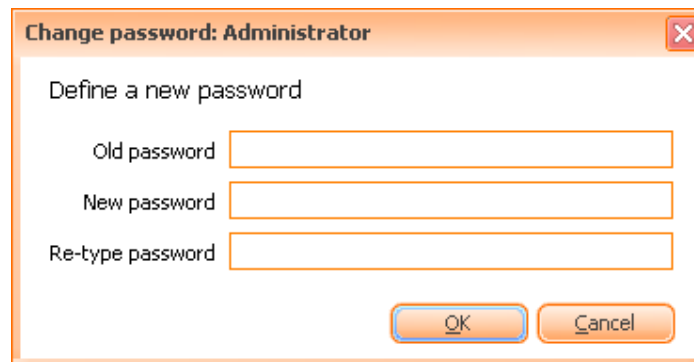 Change password: Administrator
Define a new password
Old password
New password
Re-type password
OK Cancel